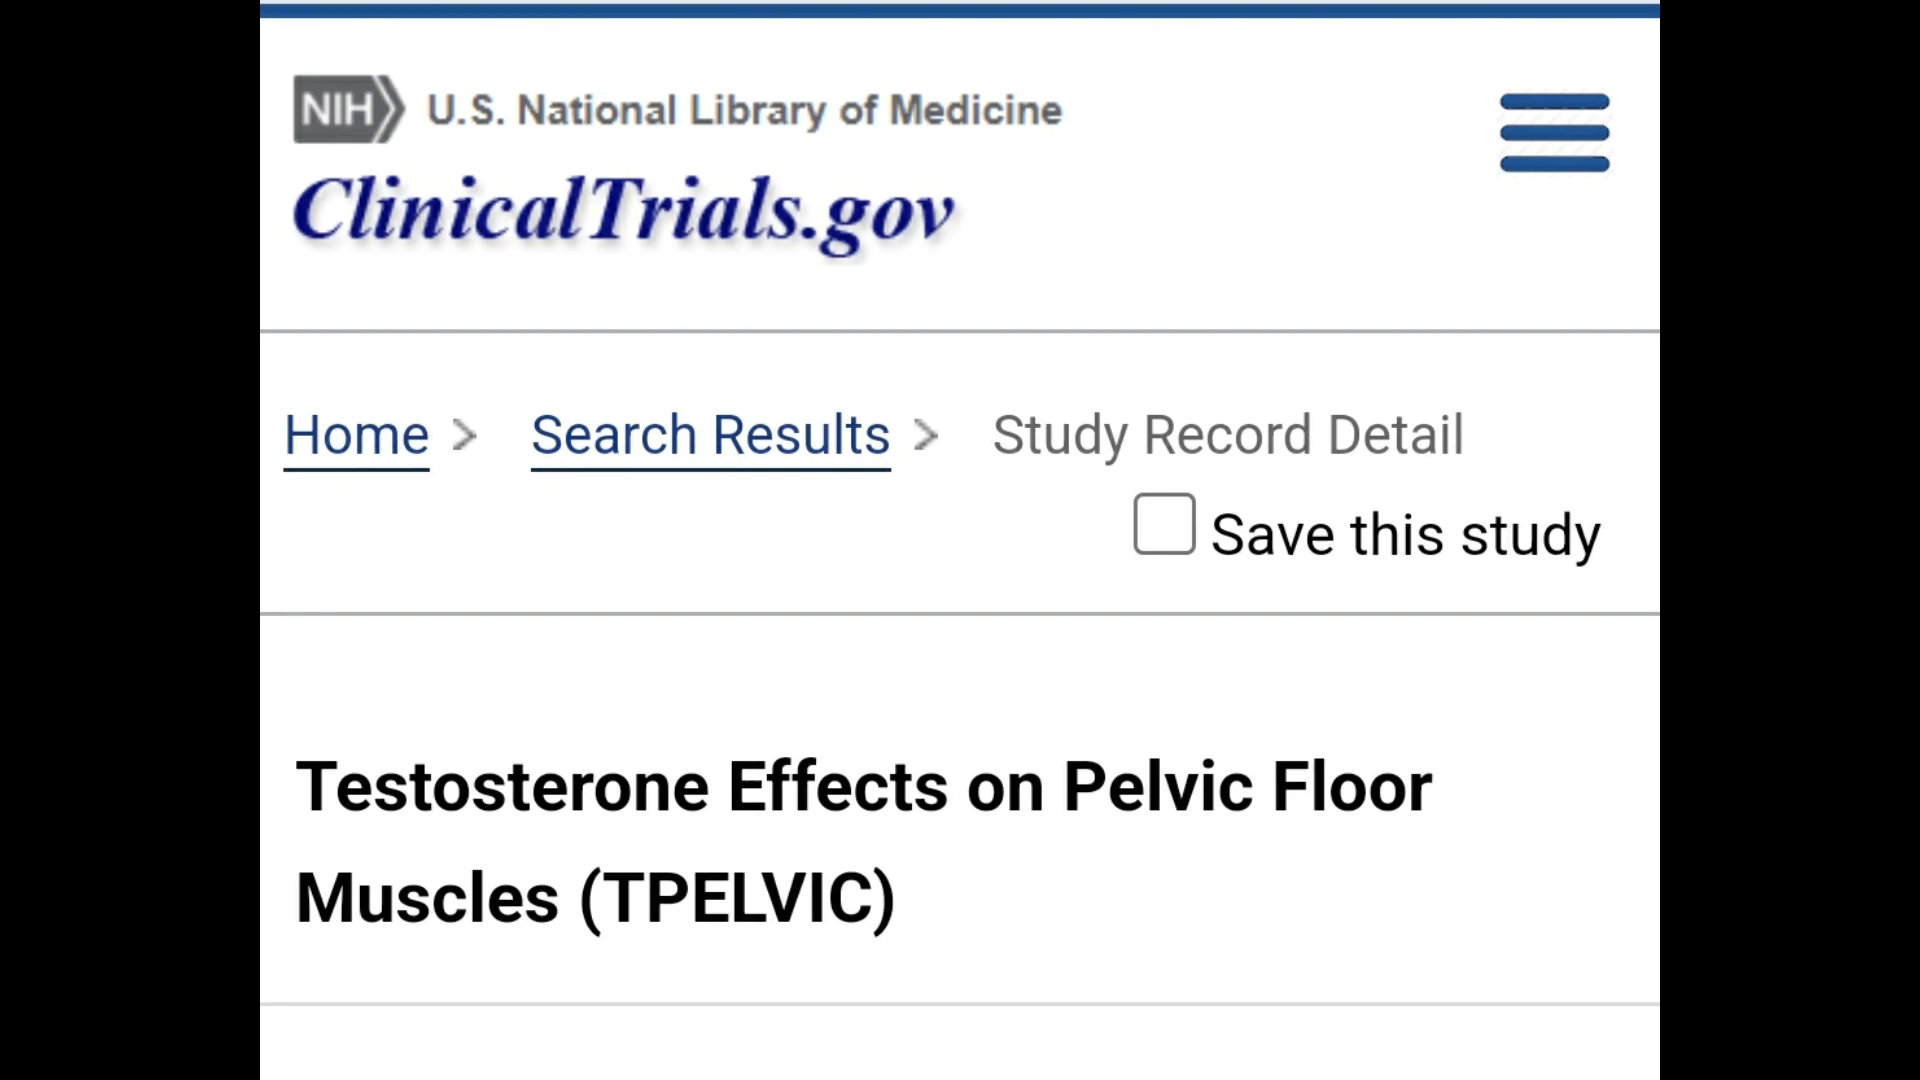 NIH U.S. National Library of Medicine
ClinicalTrials.gov
Home > Search Results > Study Record Detail
Save this study
Testosterone Effects on Pelvic Floor
Muscles (TPELVIC)